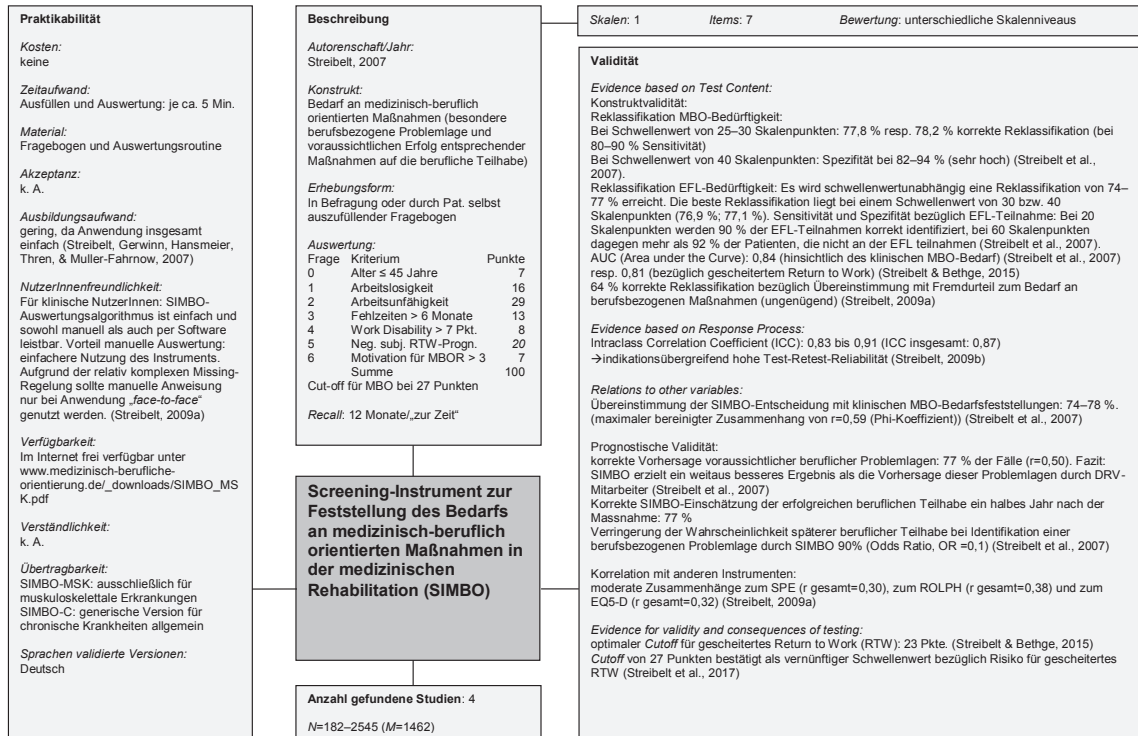 Praktikabilität
Kosten:
keine
Zeitaufwand:
Ausfüllen und Auswertung: je ca. 5 Min.
Material:
Fragebogen und Auswertungsroutine
Akzeptanz:
k. A.
Ausbildungsaufwand:
gering, da Anwendung insgesamt
einfach (Streibelt, Gerwinn, Hansmeier,
Thren, & Muller-Fahrnow, 2007)
NutzerInnenfreundlichkeit:
Für klinische NutzerInnen: SIMBO-
Auswertungsalgorithmus ist einfach und
sowohl manuell als auch per Software
leistbar. Vorteil manuelle Auswertung:
einfachere Nutzung des Instruments.
Aufgrund der relativ komplexen Missing-
Regelung sollte manuelle Anweisung
nur bei Anwendung „face-to-face“
genutzt werden. (Streibelt, 2009a)
Verfügbarkeit:
Im Internet frei verfügbar unter
www.medizinisch-berufliche-
orientierung.de/_downloads/SIMBO_MS
K.pdf
Verständlichkeit:
k. A.
Übertragbarkeit:
SIMBO-MSK: ausschließlich für
muskuloskelettale Erkrankungen
SIMBO-C: generische Version für
chronische Krankheiten allgemein
Sprachen validierte Versionen:
Deutsch
Beschreibung
Autorenschaft/Jahr:
Streibelt, 2007
Konstrukt:
Bedarf an medizinisch-beruflich
orientierten Maßnahmen (besondere
berufsbezogene Problemlage und
voraussichtlichen Erfolg entsprechender
Maßnahmen auf die berufliche Teilhabe)
Erhebungsform:
In Befragung oder durch Pat. selbst
auszufüllender Fragebogen
Auswertung:
Frage Kriterium Punkte
0 Alter ≤ 45 Jahre 7
1 Arbeitslosigkeit 16
2 Arbeitsunfähigkeit 29
3 Fehlzeiten > 6 Monate 13
4 Work Disability > 7 Pkt. 8
5 Neg. subj. RTW-Progn. 20
6 Motivation für MBOR > 3 7
Summe 100
Cut-off für MBO bei 27 Punkten
Recall: 12 Monate/„zur Zeit“
Screening-Instrument zur
Feststellung des Bedarfs
an medizinisch-beruflich
orientierten Maßnahmen in
der medizinischen
Rehabilitation (SIMBO)
Anzahl gefundene Studien: 4
N=182–2545 (M=1462)
Skalen: 1 Items: 7 Bewertung: unterschiedliche Skalenniveaus
Validität
Evidence based on Test Content:
Konstruktvalidität:
Reklassifikation MBO-Bedürftigkeit:
Bei Schwellenwert von 25–30 Skalenpunkten: 77,8 % resp. 78,2 % korrekte Reklassifikation (bei
80–90 % Sensitivität)
Bei Schwellenwert von 40 Skalenpunkten: Spezifität bei 82–94 % (sehr hoch) (Streibelt et al.,
2007).
Reklassifikation EFL-Bedürftigkeit: Es wird schwellenwertunabhängig eine Reklassifikation von 74–
77 % erreicht. Die beste Reklassifikation liegt bei einem Schwellenwert von 30 bzw. 40
Skalenpunkten (76,9 %; 77,1 %). Sensitivität und Spezifität bezüglich EFL-Teilnahme: Bei 20
Skalenpunkten werden 90 % der EFL-Teilnahmen korrekt identifiziert, bei 60 Skalenpunkten
dagegen mehr als 92 % der Patienten, die nicht an der EFL teilnahmen (Streibelt et al., 2007).
AUC (Area under the Curve): 0,84 (hinsichtlich des klinischen MBO-Bedarf) (Streibelt et al., 2007)
resp. 0,81 (bezüglich gescheitertem Return to Work) (Streibelt & Bethge, 2015)
64 % korrekte Reklassifikation bezüglich Übereinstimmung mit Fremdurteil zum Bedarf an
berufsbezogenen Maßnahmen (ungenügend) (Streibelt, 2009a)
Evidence based on Response Process:
Intraclass Correlation Coefficient (ICC): 0,83 bis 0,91 (ICC insgesamt: 0,87)
→indikationsübergreifend hohe Test-Retest-Reliabilität (Streibelt, 2009b)
Relations to other variables:
Übereinstimmung der SIMBO-Entscheidung mit klinischen MBO-Bedarfsfeststellungen: 74–78 %.
(maximaler bereinigter Zusammenhang von r=0,59 (Phi-Koeffizient)) (Streibelt et al., 2007)
Prognostische Validität:
korrekte Vorhersage voraussichtlicher beruflicher Problemlagen: 77 % der Fälle (r=0,50). Fazit:
SIMBO erzielt ein weitaus besseres Ergebnis als die Vorhersage dieser Problemlagen durch DRV-
Mitarbeiter (Streibelt et al., 2007)
Korrekte SIMBO-Einschätzung der erfolgreichen beruflichen Teilhabe ein halbes Jahr nach der
Massnahme: 77 %
Verringerung der Wahrscheinlichkeit späterer beruflicher Teilhabe bei Identifikation einer
berufsbezogenen Problemlage durch SIMBO 90% (Odds Ratio, OR =0,1) (Streibelt et al., 2007)
Korrelation mit anderen Instrumenten:
moderate Zusammenhänge zum SPE (r gesamt=0,30), zum ROLPH (r gesamt=0,38) und zum
EQ5-D (r gesamt=0,32) (Streibelt, 2009a)
Evidence for validity and consequences of testing:
optimaler Cutoff für gescheitertes Return to Work (RTW): 23 Pkte. (Streibelt & Bethge, 2015)
Cutoff von 27 Punkten bestätigt als vernünftiger Schwellenwert bezüglich Risiko für gescheitertes
RTW (Streibelt et al., 2017)